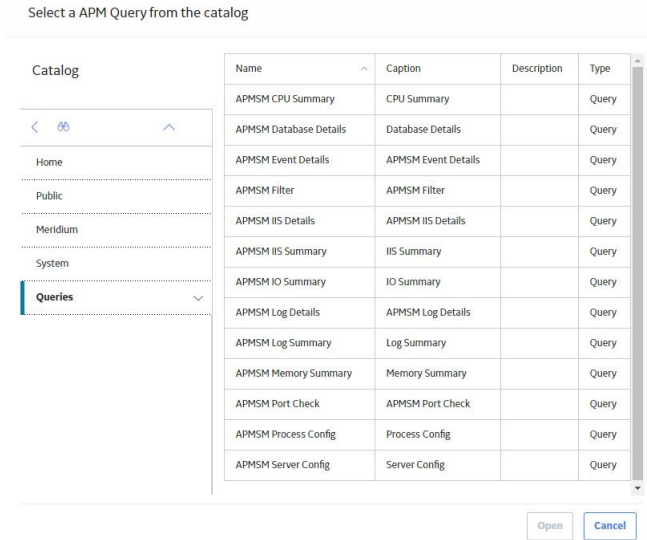 Select a APM Query from the catalog
Catalog
Home
Public
Meridium
System
Queries
Name Caption Description Type
APMSM CPU Summary CPU Summary Query
APMSM Database Details Database Details Query
APMSM Event Details APMSM Event Details Query
APMSM Filter APMSM Filter Query
APMSM IIS Details APMSM IIS Details Query
APMSM IIS Summary IIS Summary Query
APMSM IO Summary IO Summary Query
APMSM Log Details APMSM Log Details Query
APMSM Log Summary Log Summary Query
APMSM Memory Summary Memory Summary Query
APMSM Port Check APMSM Port Check Query
APMSM Process Config Process Config Query
APMSM Server Config Server Config Query
Open Cancel